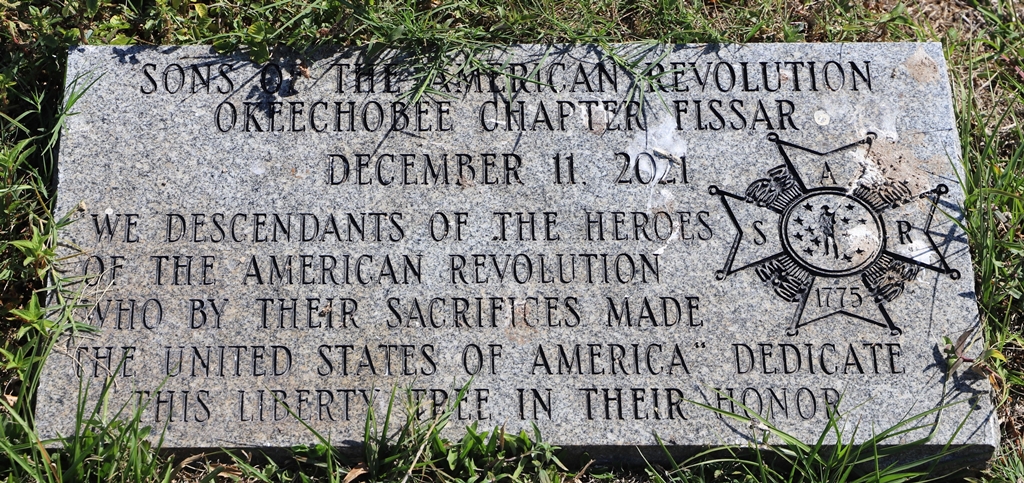 SONS OF THE AMERICAN REVOLUTION
OKEECHOBEE CHAPTER FLSSAR
DECEMBER 11, 2021
WE DESCENDANTS OF THE HEROES
OF THE AMERICAN REVOLUTION
WHO BY THEIR SACRIFICES MADE
THE UNITED STATES OF AMERICA" DEDICATE
THIS LIBERTY TREE IN THEIR HONOR
A
S R
1775